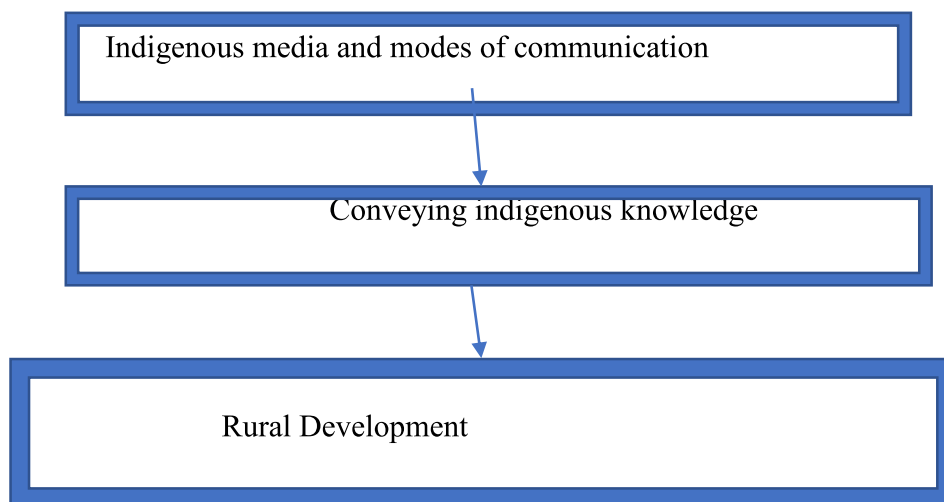 Indigenous media and modes of communication
Conveying indigenous knowledge
Rural Development